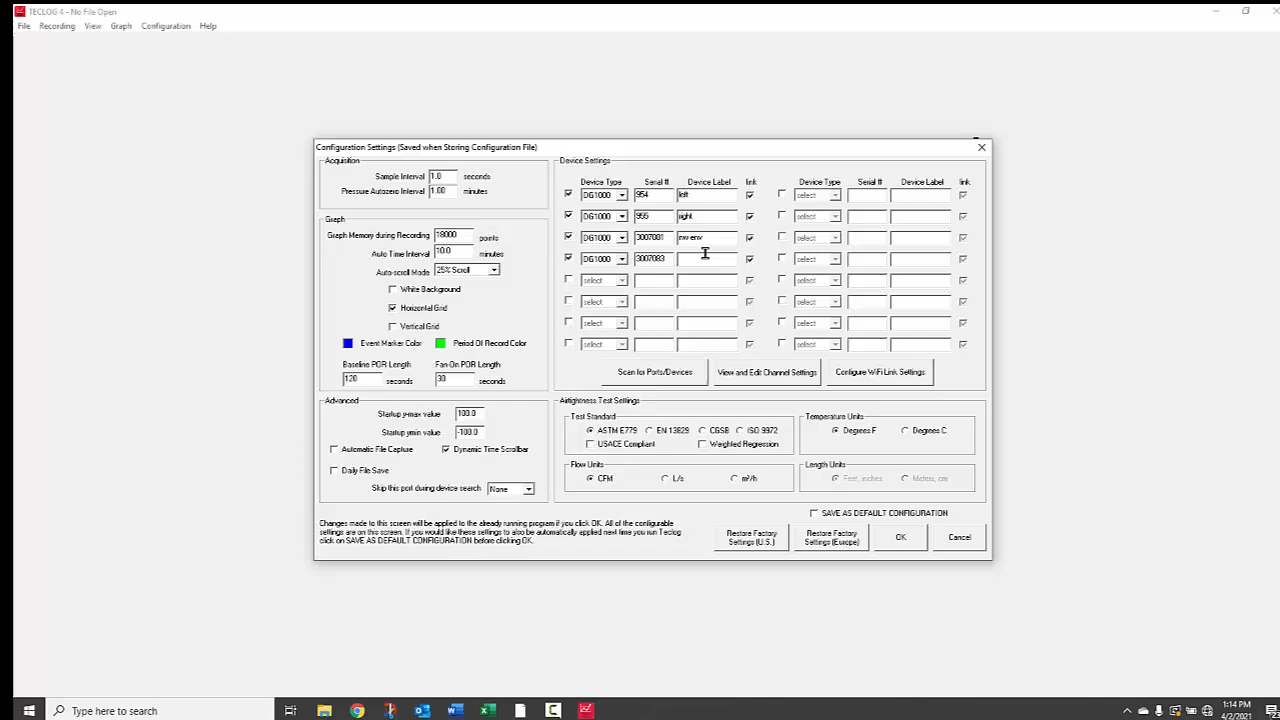 TECLOG 4 - No File Open
File Recording View Graph Configuration Help
Configuration Settings (Saved when Storing Configuration File)
Acquisition
Sample Interval 1.0 seconds
Pressure Autozero Interval 1.00 minutes
Graph
Graph Memory during Recording 18000 points
Auto Time Interval 10.0 minutes
Auto-scroll Mode 25% Scroll
White Background
Horizontal Grid
Vertical Grid
Event Marker Color Period Of Record Color
Baseline POR Length Fan-On POR Length
120 seconds 30 seconds
Advanced
Startup y-max value 100.0
Startup y-min value -100.0
Automatic File Capture Dynamic Time Scrollbar
Daily File Save
Skip this port during device search None
Changes made to this screen will be applied to the already running program if you click OK. All of the configurable
settings are on this screen. If you would like these settings to also be automatically applied next time you run Teclog
click on SAVE AS DEFAULT CONFIGURATION before clicking OK.
Device Settings
Device Type Serial # Device Label link Device Type Serial # Device Label link
DG1000 954 left select
DG1000 955 right select
DG1000 3007081 nw env select
DG1000 3007083 select
select select
select select
select select
select select
Scan for Ports/Devices View and Edit Channel Settings Configure WiFi Link Settings
Airtightness Test Settings
Test Standard
ASTM E779 EN 13829 CGSB ISO 9972
USACE Compliant Weighted Regression
Temperature Units
Degrees F Degrees C
Flow Units
CFM L/s m³/h
Length Units
Feet, inches Meters, cm
SAVE AS DEFAULT CONFIGURATION
Restore Factory Settings (U.S.)
Restore Factory Settings (Europe)
OK
Cancel
Type here to search
1:14 PM
4/2/2021